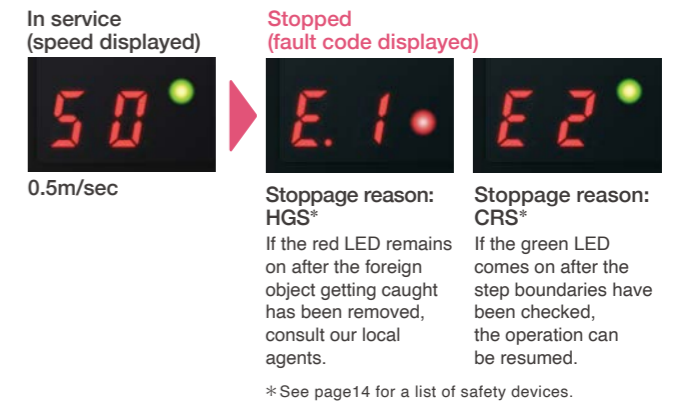 In service
(speed displayed)
Stopped
(fault code displayed)
50
E. 1
E 2
0.5m/sec
Stoppage reason:
HGS*
If the red LED remains
on after the foreign
object getting caught
has been removed,
consult our local
agents.
Stoppage reason:
CRS*
If the green LED
comes on after the
step boundaries have
been checked,
the operation can
be resumed.
*See page14 for a list of safety devices.